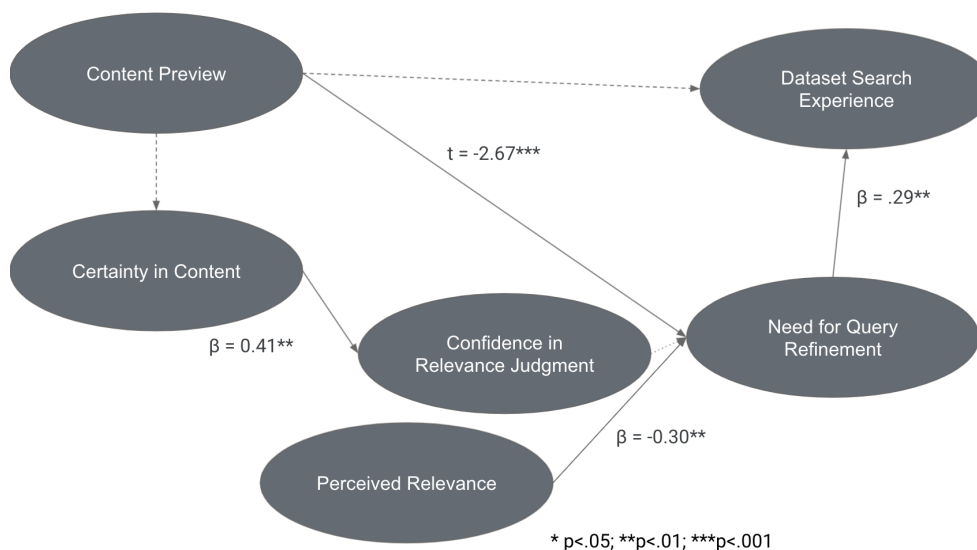 Content Preview
Dataset Search
Experience
t = -2.67***
β = .29**
Certainty in Content
Need for Query
Refinement
β = 0.41**
Confidence in
Relevance Judgment
β = -0.30**
Perceived Relevance
* p<.05; **p<.01; ***p<.001